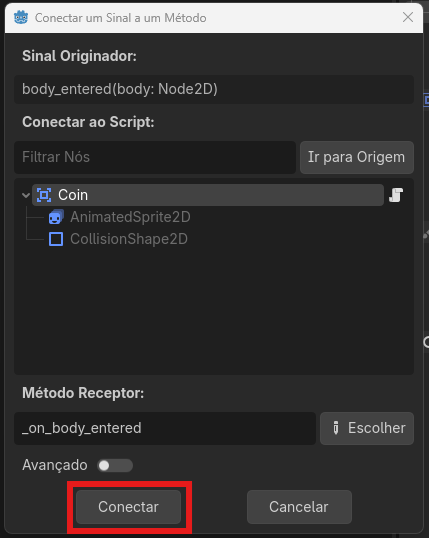 Conectar um Sinal a um Método
Sinal Originador:
body_entered(body: Node2D)
Conectar ao Script:
Filtrar Nós
Ir para Origem
Coin
AnimatedSprite2D
CollisionShape2D
Método Receptor:
_on_body_entered
Escolher
Avançado
Conectar
Cancelar